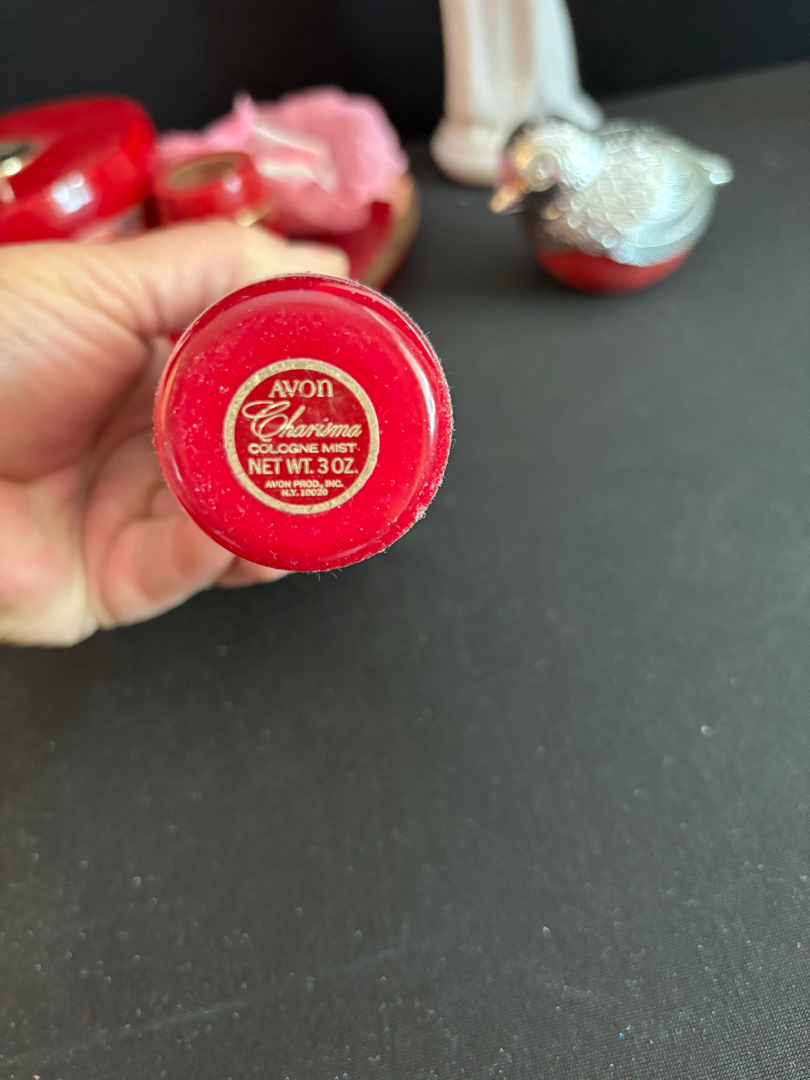 AVON
Charisma
COLOGNE MIST
NET WT. 3 OZ.
AVON PROD., INC.
N.Y. 10020